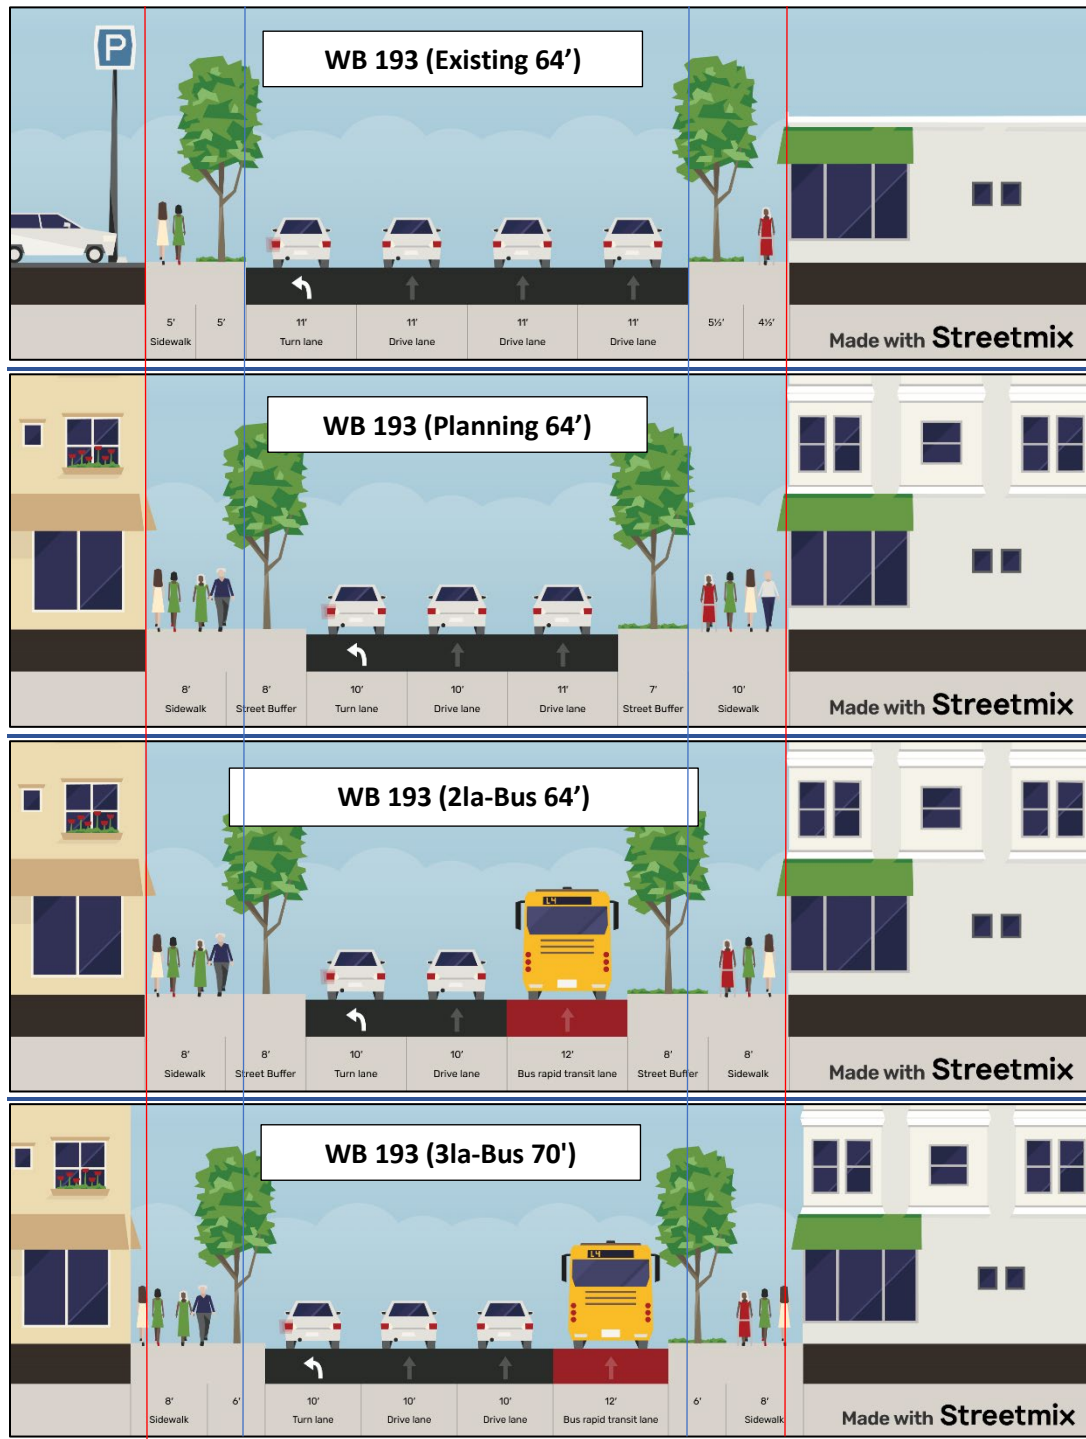 P
WB 193 (Existing 64’)
5′ 5′ 11′ 11′ 11′ 11′ 5½′ 4½′
Sidewalk Turn lane Drive lane Drive lane Drive lane
Made with Streetmix
WB 193 (Planning 64’)
8′ 8′ 10′ 10′ 11′ 7′ 10′
Sidewalk Street Buffer Turn lane Drive lane Drive lane Street Buffer Sidewalk
Made with Streetmix
WB 193 (2la-Bus 64’)
L4
8′ 8′ 10′ 10′ 12′ 8′ 8′
Sidewalk Street Buffer Turn lane Drive lane Bus rapid transit lane Street Buffer Sidewalk
Made with Streetmix
WB 193 (3la-Bus 70')
L4
8′ 6′ 10′ 10′ 10′ 12′ 6′ 8′
Sidewalk Turn lane Drive lane Drive lane Bus rapid transit lane Sidewalk
Made with Streetmix